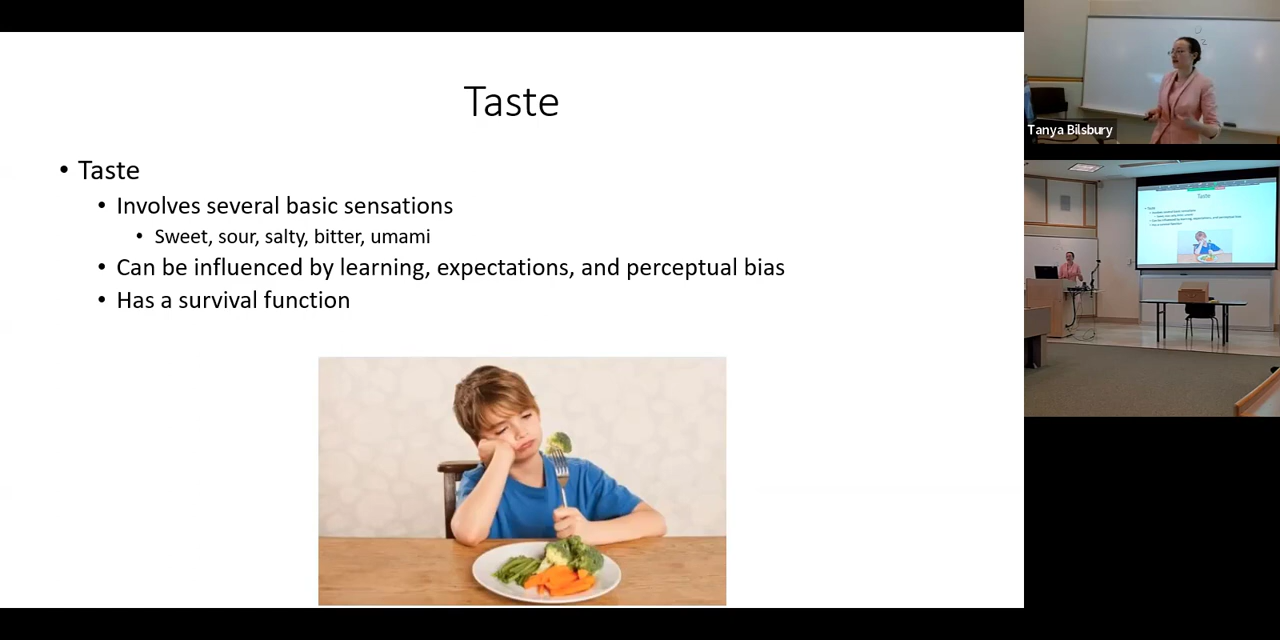 Taste
• Taste
• Involves several basic sensations
• Sweet, sour, salty, bitter, umami
• Can be influenced by learning, expectations, and perceptual bias
• Has a survival function
Tanya Bilsbury
Taste